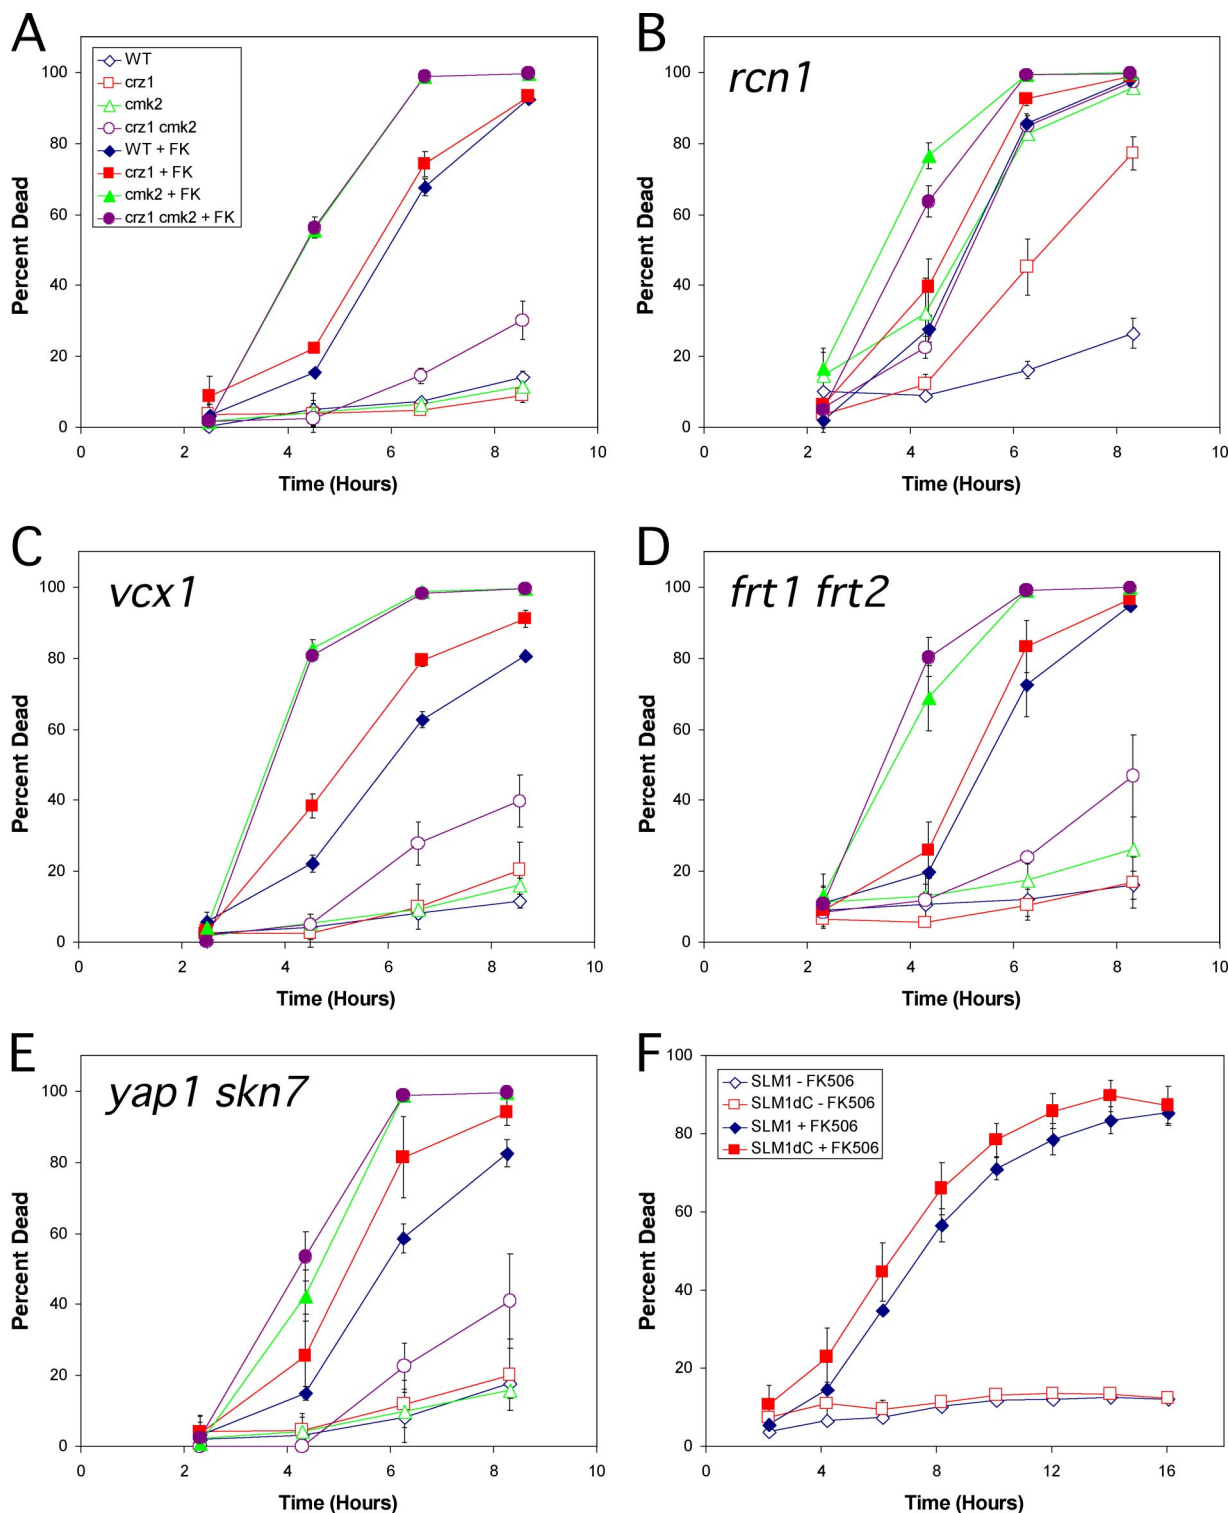 A
WT
crz1
cmk2
crz1 cmk2
WT + FK
crz1 + FK
cmk2 + FK
crz1 cmk2 + FK
100
80
60
40
20
0
Percent Dead
0 2 4 6 8 10
Time (Hours)
B
rcn1
100
80
60
40
20
0
Percent Dead
0 2 4 6 8 10
Time (Hours)
C
vcx1
100
80
60
40
20
0
Percent Dead
0 2 4 6 8 10
Time (Hours)
D
frt1 frt2
100
80
60
40
20
0
Percent Dead
0 2 4 6 8 10
Time (Hours)
E
yap1 skn7
100
80
60
40
20
0
Percent Dead
0 2 4 6 8 10
Time (Hours)
F
SLM1 - FK506
SLM1dC - FK506
SLM1 + FK506
SLM1dC + FK506
100
80
60
40
20
0
Percent Dead
0 4 8 12 16
Time (Hours)